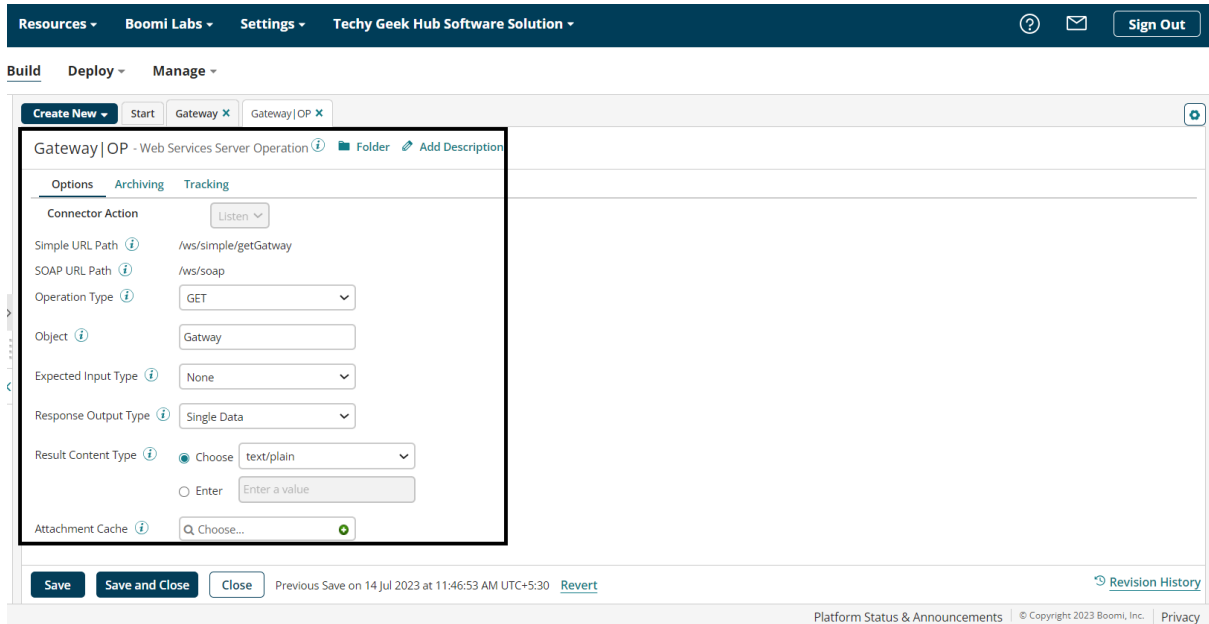 Resources Boomi Labs Settings Techy Geek Hub Software Solution Sign Out
Build Deploy Manage
Create New Start Gateway Gateway|OP
Gateway|OP - Web Services Server Operation Folder Add Description
Options Archiving Tracking
Connector Action Listen
Simple URL Path /ws/simple/getGatway
SOAP URL Path /ws/soap
Operation Type GET
Object Gatway
Expected Input Type None
Response Output Type Single Data
Result Content Type Choose text/plain
Enter Enter a value
Attachment Cache Choose...
Save Save and Close Close Previous Save on 14 Jul 2023 at 11:46:53 AM UTC+5:30 Revert Revision History
Platform Status & Announcements © Copyright 2023 Boomi, Inc. Privacy